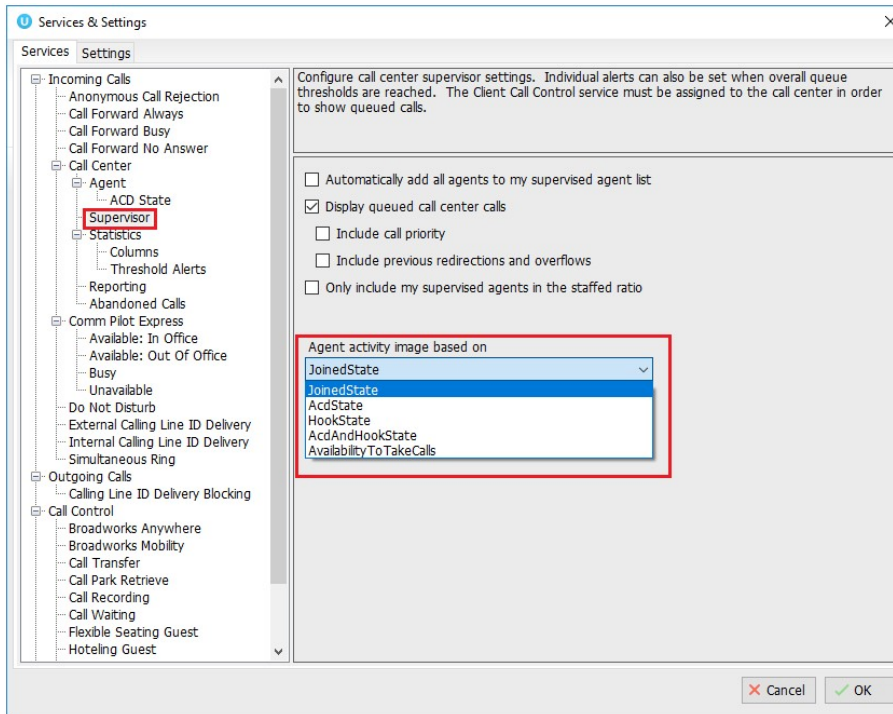 Services & Settings
Services Settings
Incoming Calls
Anonymous Call Rejection
Call Forward Always
Call Forward Busy
Call Forward No Answer
Call Center
Agent
ACD State
Supervisor
Statistics
Columns
Threshold Alerts
Reporting
Abandoned Calls
Comm Pilot Express
Available: In Office
Available: Out Of Office
Busy
Unavailable
Do Not Disturb
External Calling Line ID Delivery
Internal Calling Line ID Delivery
Simultaneous Ring
Outgoing Calls
Calling Line ID Delivery Blocking
Call Control
Broadworks Anywhere
Broadworks Mobility
Call Transfer
Call Park Retrieve
Call Recording
Call Waiting
Flexible Seating Guest
Hoteling Guest
Configure call center supervisor settings. Individual alerts can also be set when overall queue
thresholds are reached. The Client Call Control service must be assigned to the call center in order
to show queued calls.
Automatically add all agents to my supervised agent list
Display queued call center calls
Include call priority
Include previous redirections and overflows
Only include my supervised agents in the staffed ratio
Agent activity image based on
JoinedState
JoinedState
AcdState
HookState
AcdAndHookState
AvailabilityToTakeCalls
Cancel OK